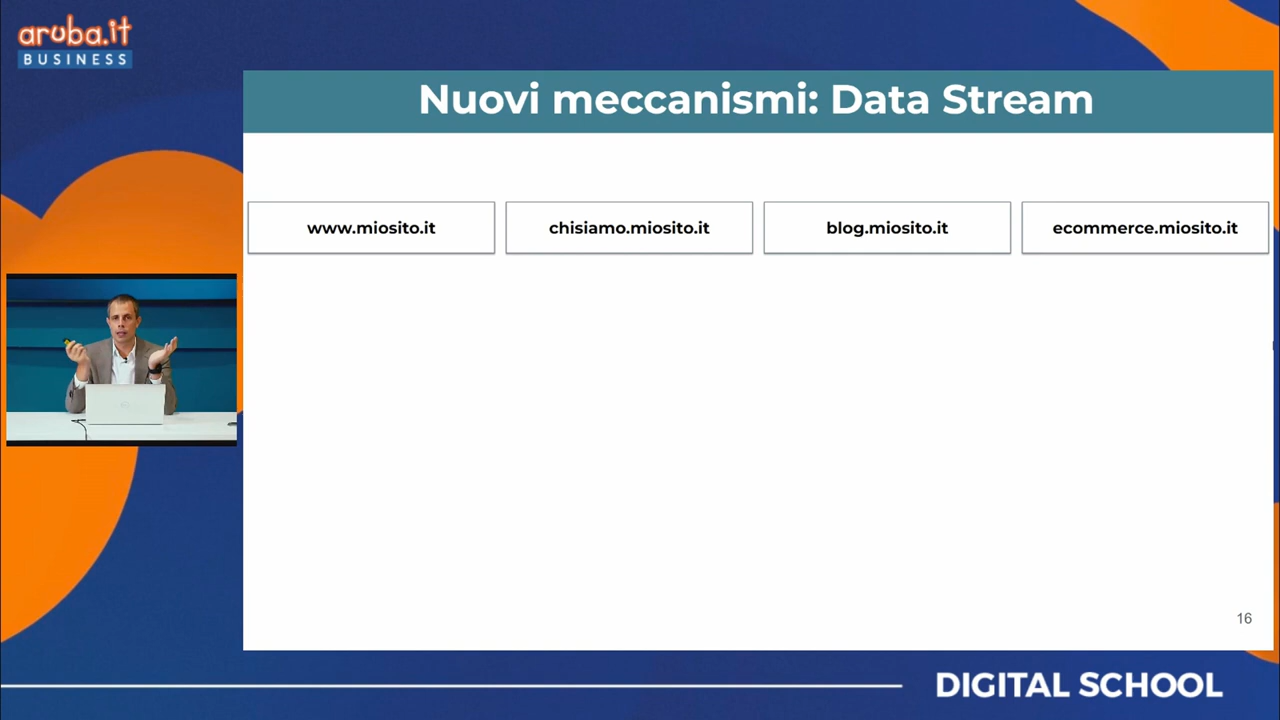 aruba.it
BUSINESS
Nuovi meccanismi: Data Stream
www.miosito.it
chisiamo.miosito.it
blog.miosito.it
ecommerce.miosito.it
16
DIGITAL SCHOOL